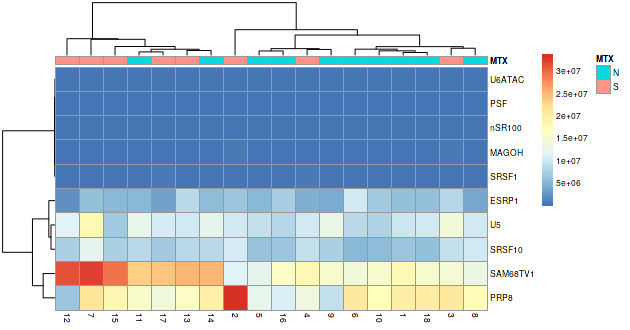 MTX
U6ATAC
PSF
nSR100
MAGOH
SRSF1
ESRP1
U5
SRSF10
SAM68TV1
PRP8
12 7 15 11 17 13 14 2 5 16 4 9 6 10 1 18 3 8
3e+07
2.5e+07
2e+07
1.5e+07
1e+07
5e+06
MTX
N
S